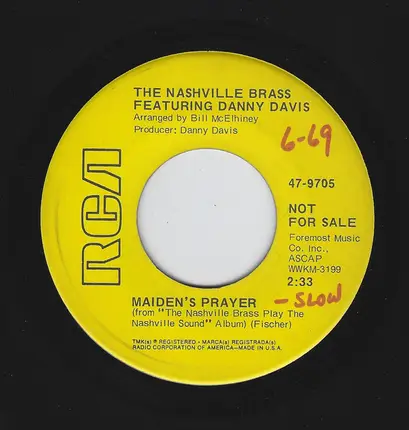 THE NASHVILLE BRASS
FEATURING DANNY DAVIS
Arranged by Bill McElhiney
Producer: Danny Davis
6-69
RCA
47-9705
NOT
FOR SALE
Foremost Music
Co. Inc.,
ASCAP
WWKM-3199
2:33
MAIDEN'S PRAYER - SLOW
(from "The Nashville Brass Play The
Nashville Sound" Album) (Fischer)
TMK(s) ® REGISTERED • MARCA(s) REGISTRADA(S)
RADIO CORPORATION OF AMERICA—MADE IN U.S.A.